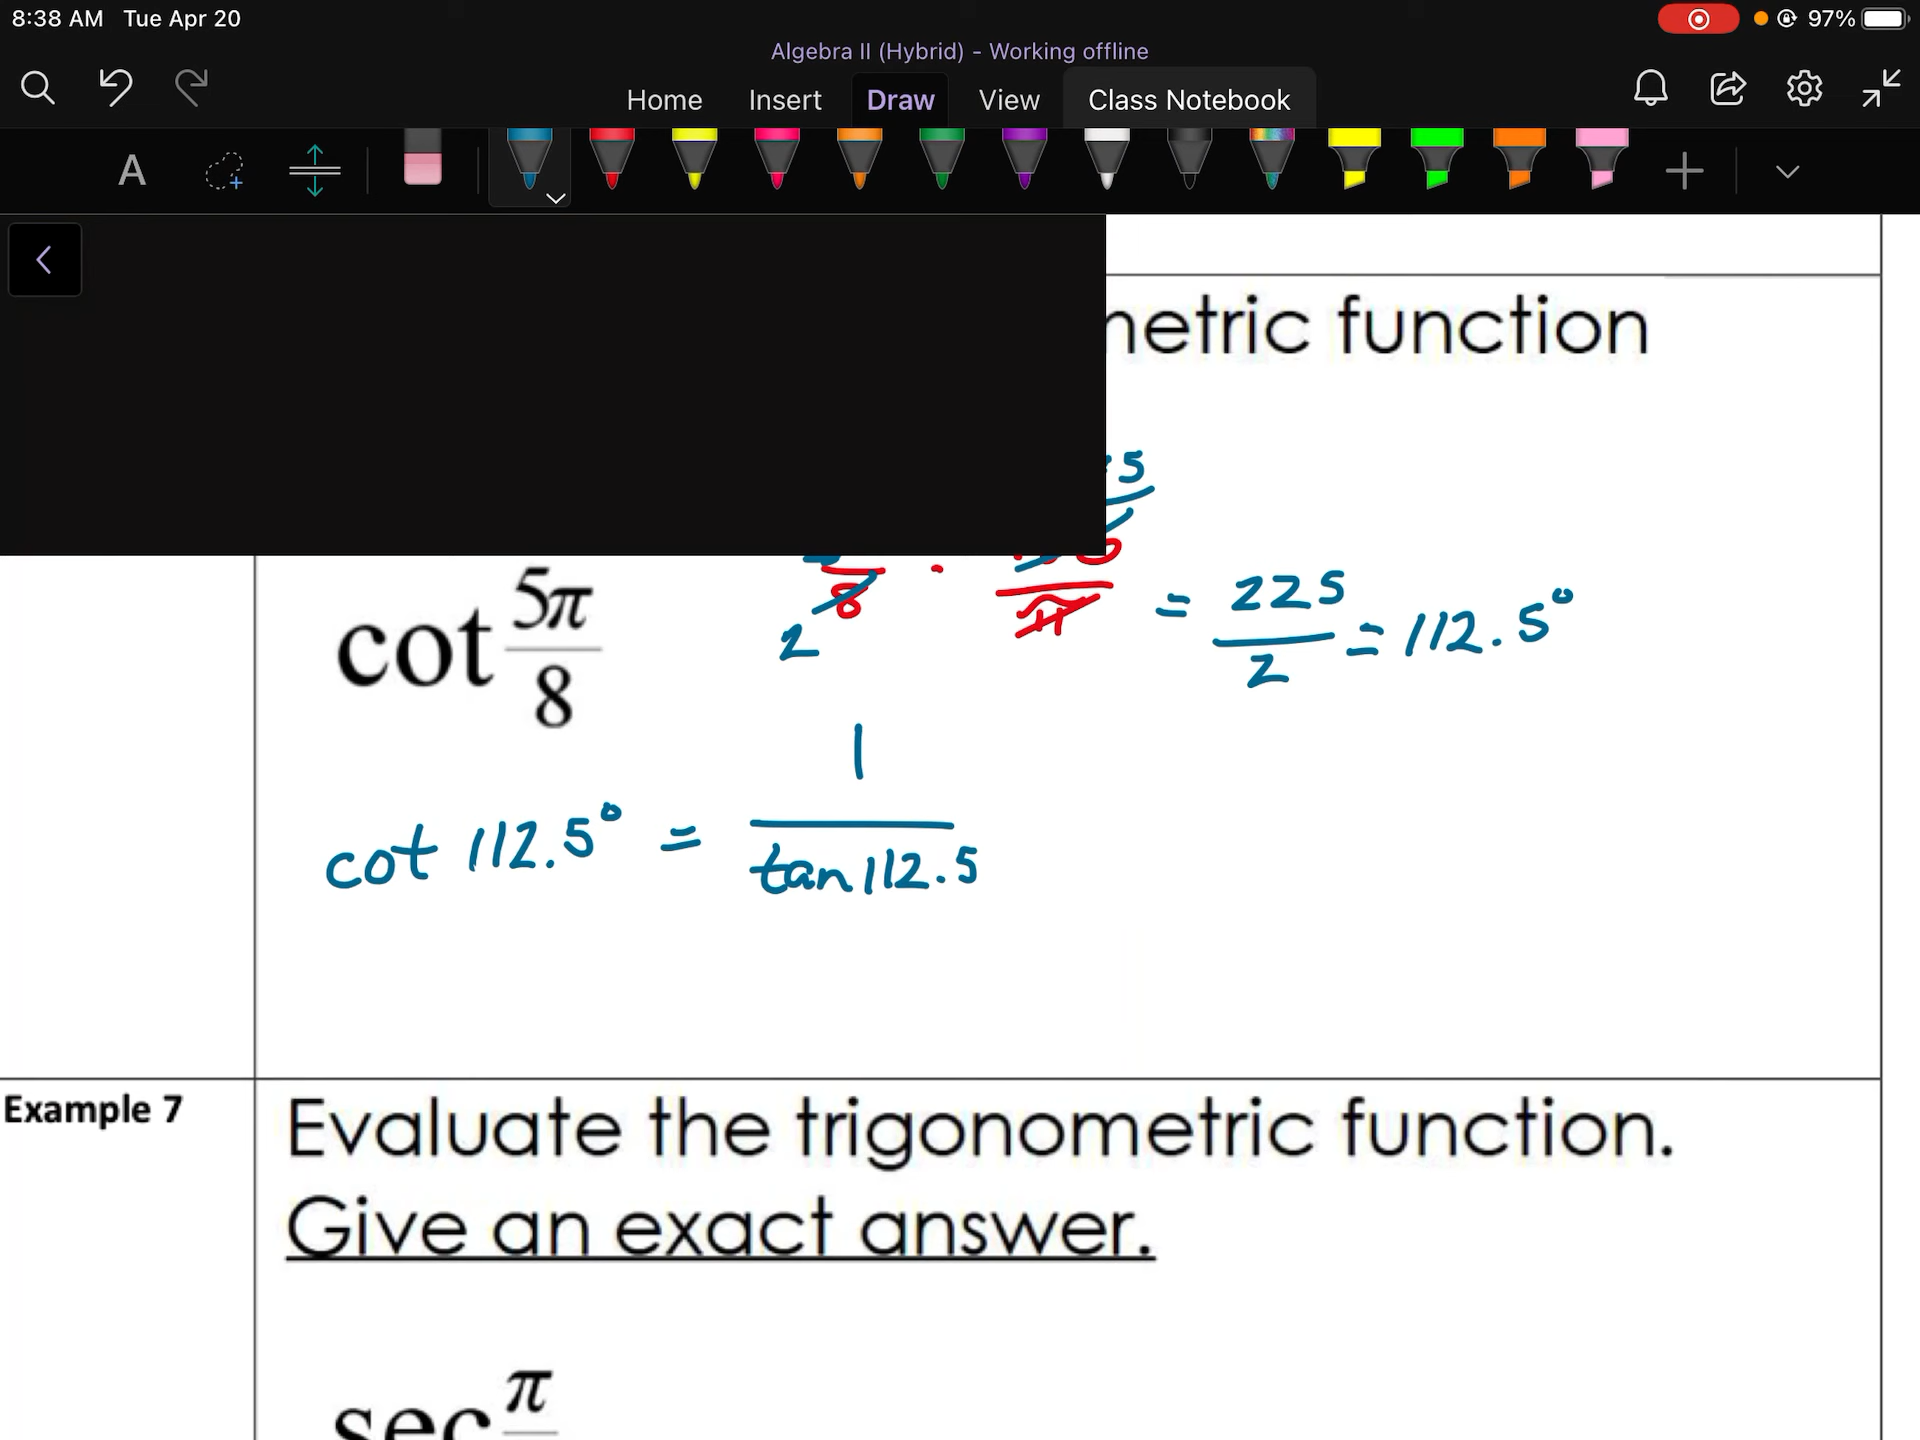 8:38 AM Tue Apr 20
97%
Algebra II (Hybrid) - Working offline
Home Insert Draw View Class Notebook
A
function
5π
cot
8
8 · π
2
= 225 = 112.5°
2
1
cot 112.5° =
tan 112.5
Example 7
Evaluate the trigonometric function.
Give an exact answer.
π
sec